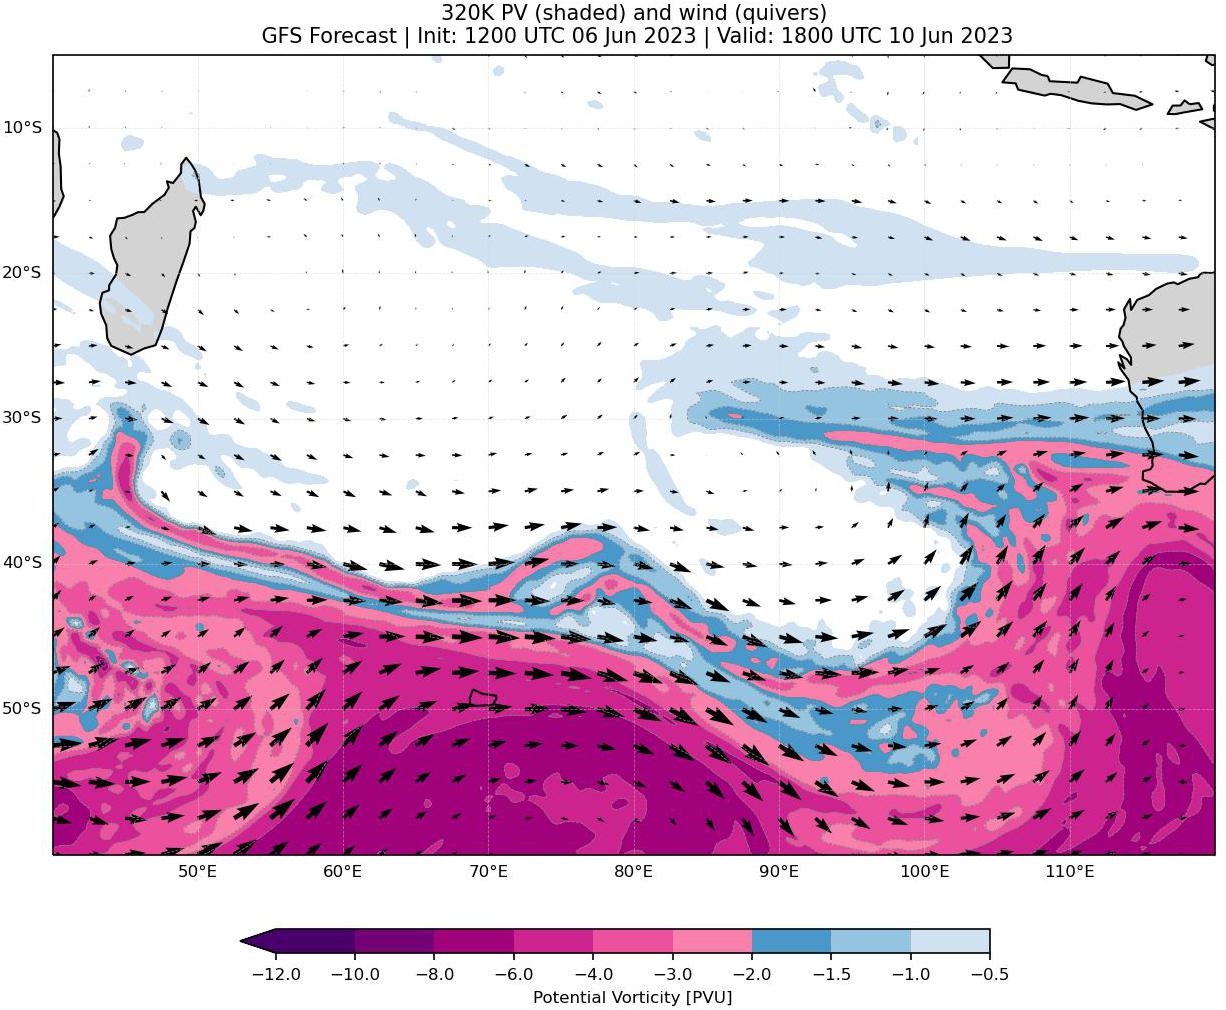 320K PV (shaded) and wind (quivers)
GFS Forecast | Init: 1200 UTC 06 Jun 2023 | Valid: 1800 UTC 10 Jun 2023
10°S
20°S
30°S
40°S
50°S
50°E 60°E 70°E 80°E 90°E 100°E 110°E
−12.0 −10.0 −8.0 −6.0 −4.0 −3.0 −2.0 −1.5 −1.0 −0.5
Potential Vorticity [PVU]